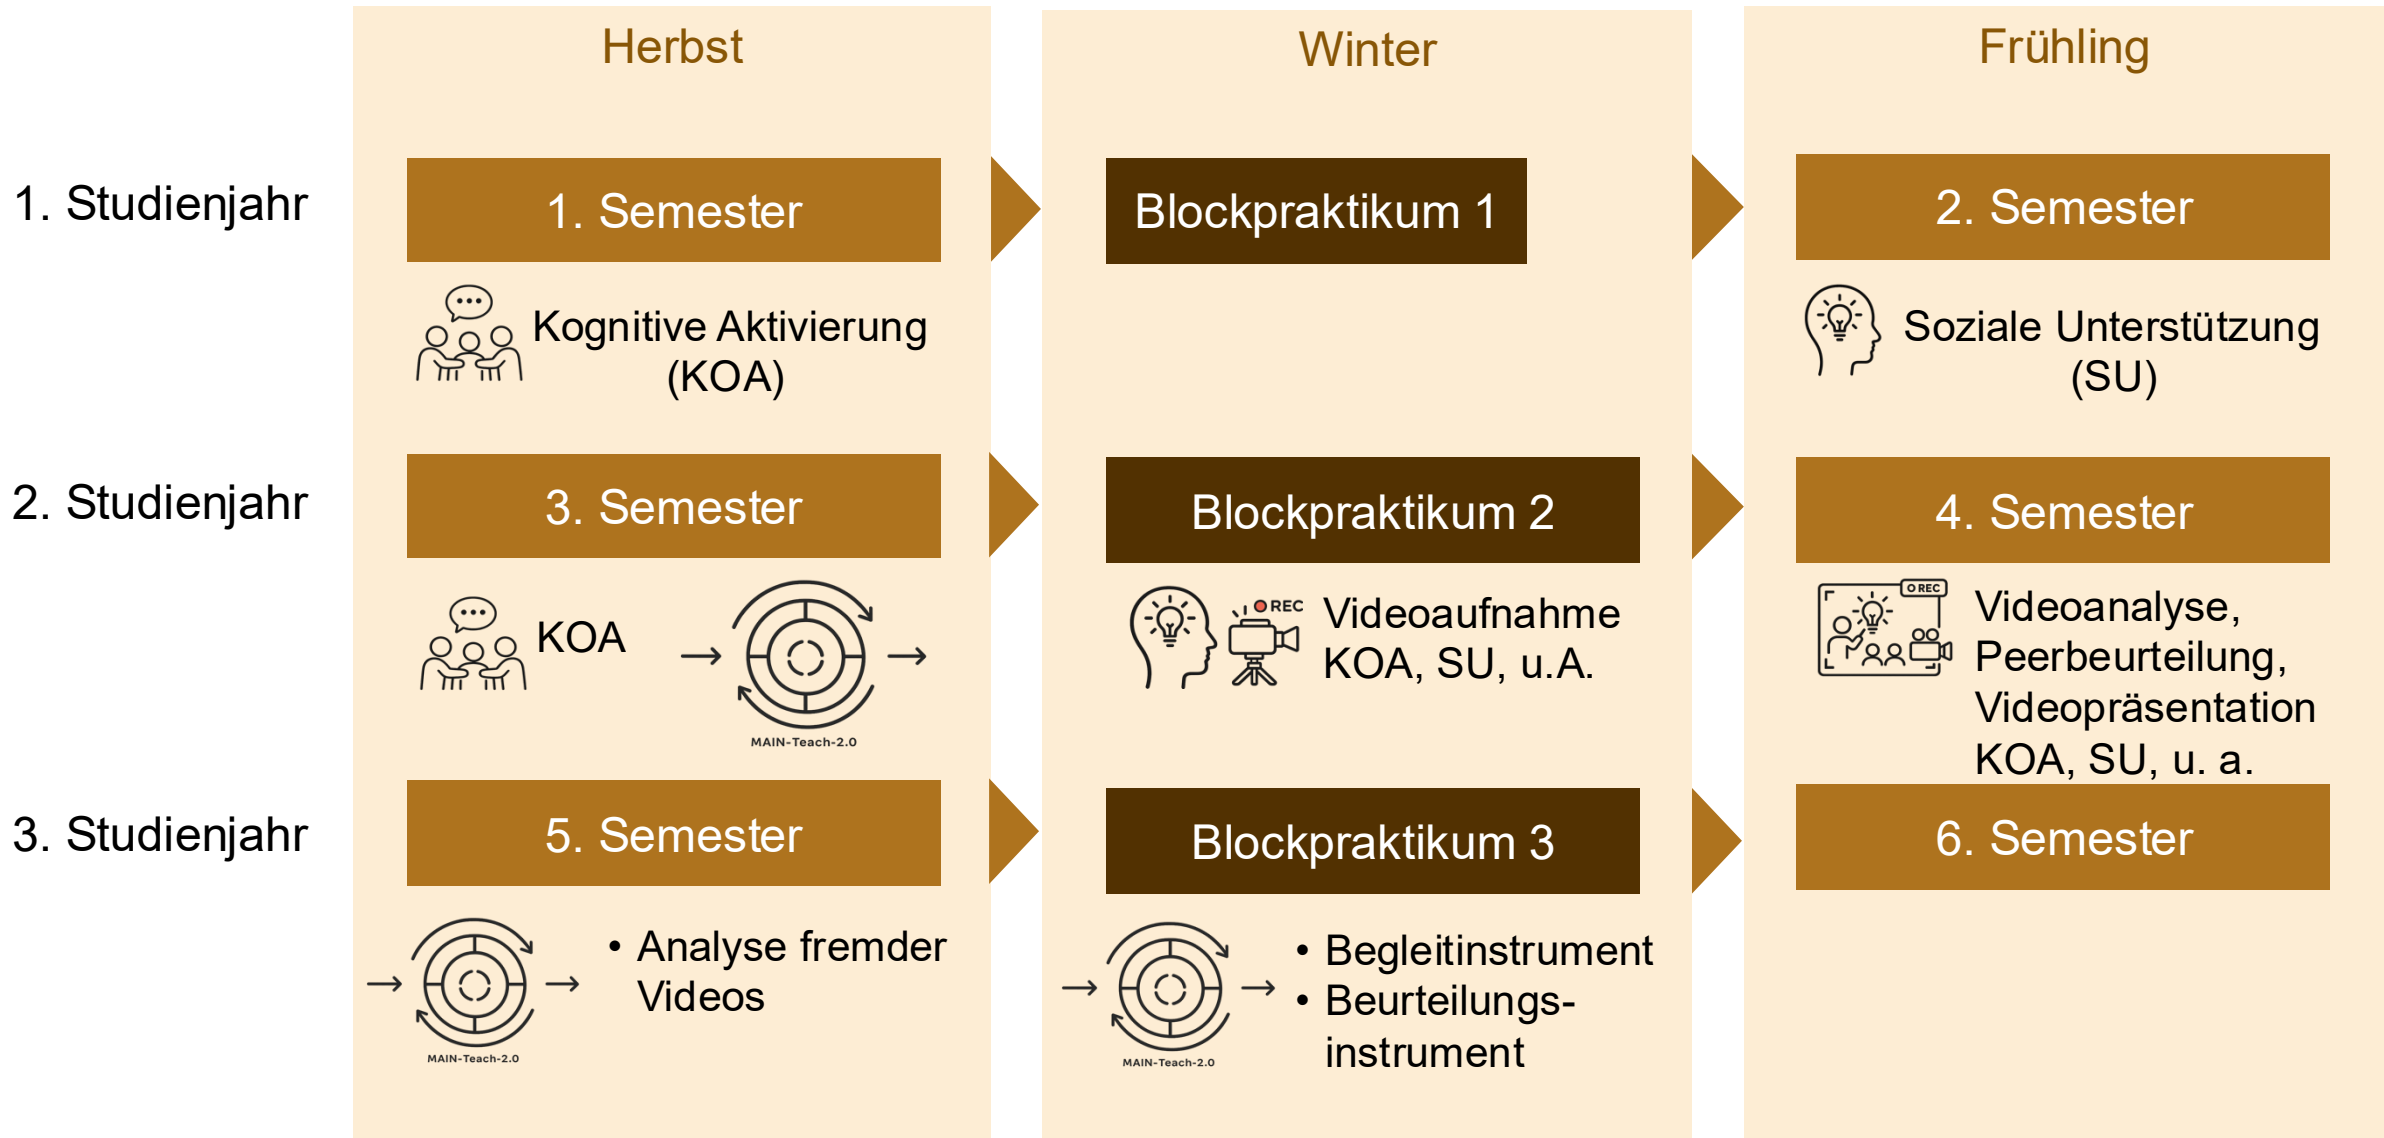 Herbst
Winter
Frühling
1. Studienjahr
1. Semester
Blockpraktikum 1
2. Semester
Kognitive Aktivierung
(KOA)
Soziale Unterstützung
(SU)
2. Studienjahr
3. Semester
Blockpraktikum 2
4. Semester
KOA
MAIN-Teach-2.0
REC
Videoaufnahme
KOA, SU, u.A.
REC
Videoanalyse,
Peerbeurteilung,
Videopräsentation
KOA, SU, u. a.
3. Studienjahr
5. Semester
Blockpraktikum 3
6. Semester
MAIN-Teach-2.0
• Analyse fremder
Videos
MAIN-Teach-2.0
• Begleitinstrument
• Beurteilungs-
instrument